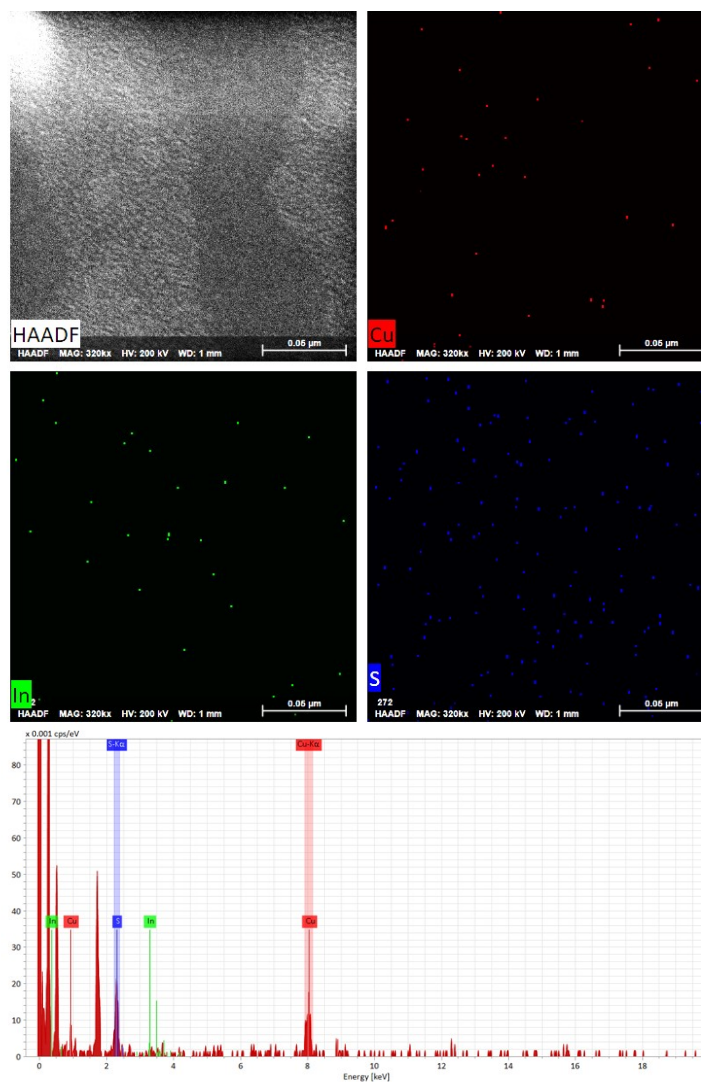 HAADF
0.05 µm
HAADF MAG: 320kx HV: 200 kV WD: 1 mm
Cu
0.05 µm
HAADF MAG: 320kx HV: 200 kV WD: 1 mm
In
2
0.05 µm
HAADF MAG: 320kx HV: 200 kV WD: 1 mm
S
272
0.05 µm
HAADF MAG: 320kx HV: 200 kV WD: 1 mm
x 0.001 cps/eV
S-Kα Cu-Kα
80
70
60
50
40
In Cu S In Cu
30
20
10
0
0 2 4 6 8 10 12 14 16 18
Energy [keV]